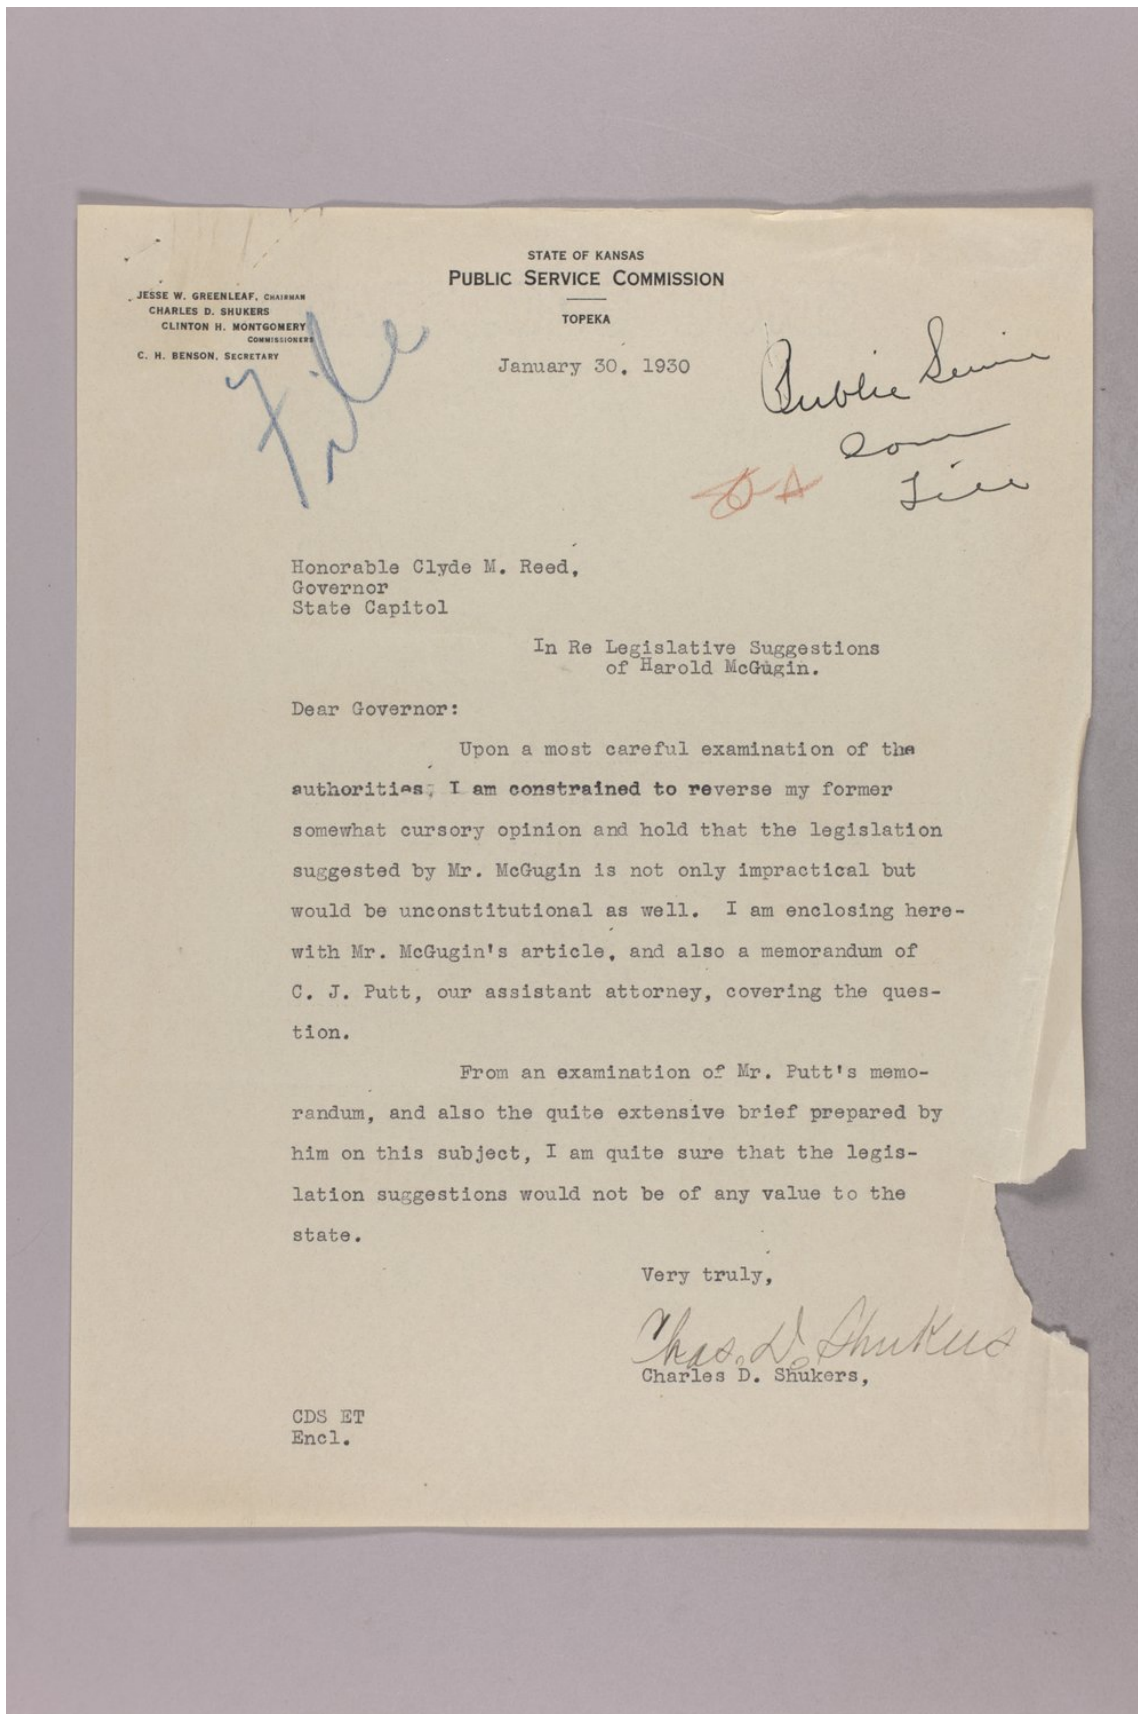 STATE OF KANSAS
PUBLIC SERVICE COMMISSION
TOPEKA
JESSE W. GREENLEAF, CHAIRMAN
CHARLES D. SHUKERS
CLINTON H. MONTGOMERY
COMMISSIONERS
C. H. BENSON, SECRETARY
File
January 30, 1930
Public Service
Com
File
Honorable Clyde M. Reed,
Governor
State Capitol
In Re Legislative Suggestions
of Harold McGugin.
Dear Governor:
Upon a most careful examination of the
authorities, I am constrained to reverse my former
somewhat cursory opinion and hold that the legislation
suggested by Mr. McGugin is not only impractical but
would be unconstitutional as well. I am enclosing here-
with Mr. McGugin's article, and also a memorandum of
C. J. Putt, our assistant attorney, covering the ques-
tion.
From an examination of Mr. Putt's memo-
randum, and also the quite extensive brief prepared by
him on this subject, I am quite sure that the legis-
lation suggestions would not be of any value to the
state.
Very truly,
Chas. D. Shukers
Charles D. Shukers,
CDS ET
Encl.